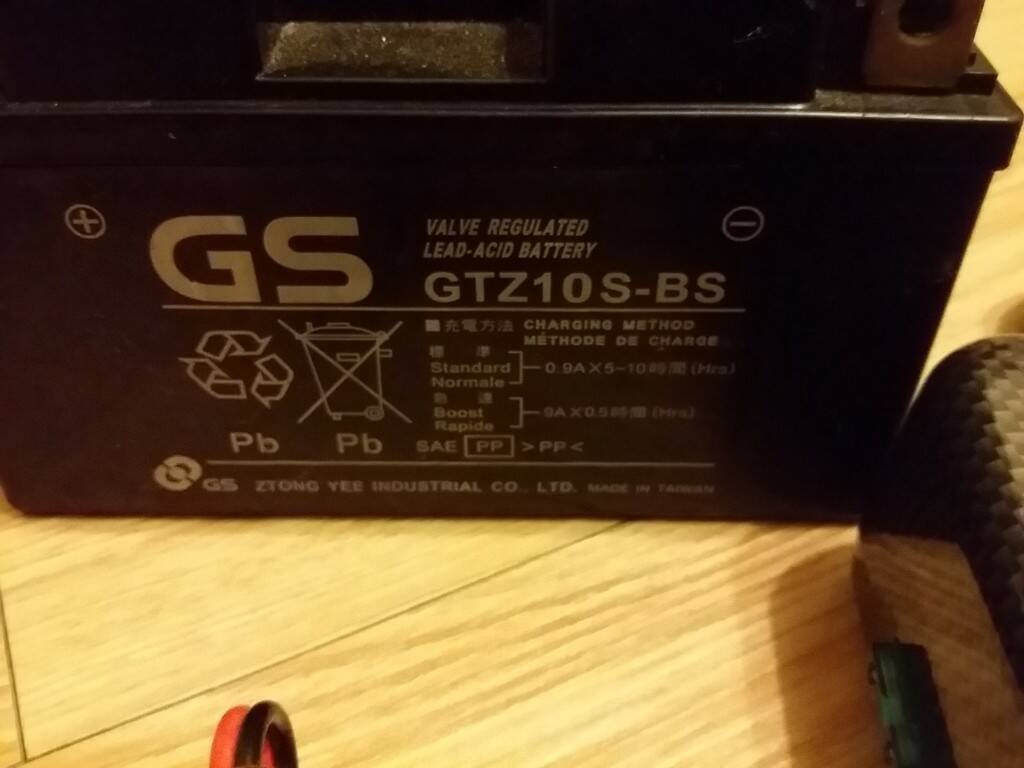 GS
VALVE REGULATED
LEAD-ACID BATTERY
GTZ10S-BS
■充電方法 CHARGING METHOD
MÉTHODE DE CHARGE
標 準
Standard
Normale
0.9A×5-10時間(Hrs)
急 速
Boost
Rapide
9A×0.5時間(Hrs)
Pb
Pb
SAE PP >PP<
GS ZTONG YEE INDUSTRIAL CO., LTD. MADE IN TAIWAN